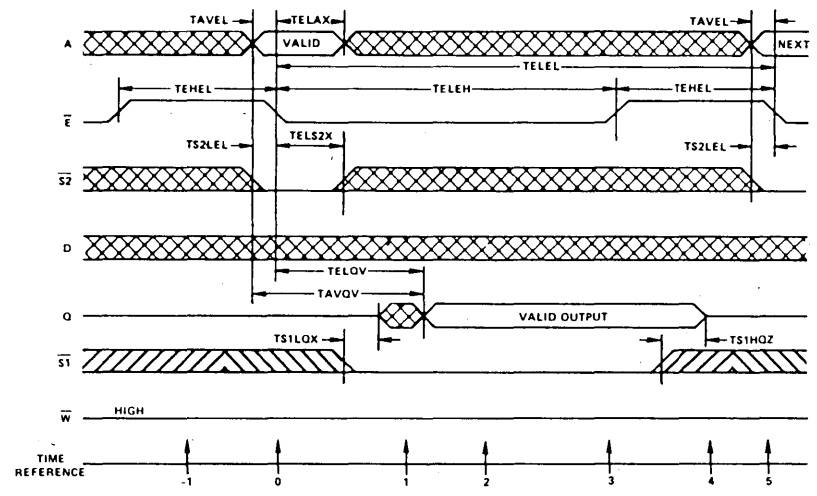 TAVEL TELAX TAVEL
A VALID NEXT
TELEL
TEHEL TELEH TEHEL
E
TS2LEL TELS2X TS2LEL
S2
D
TELQV
TAVQV
Q VALID OUTPUT
TS1LQX TS1HQZ
S1
W HIGH
TIME
REFERENCE
-1 0 1 2 3 4 5